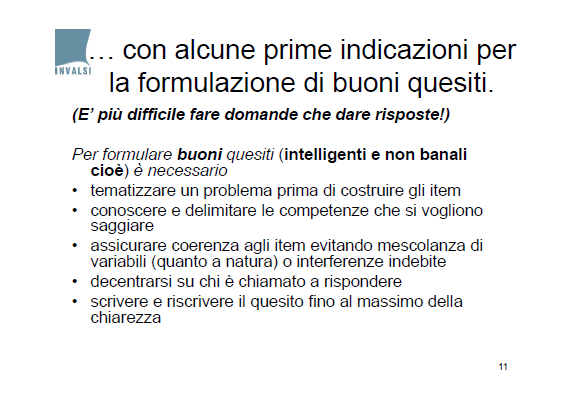 INVALSI
… con alcune prime indicazioni per
la formulazione di buoni quesiti.
(E' più difficile fare domande che dare risposte!)
Per formulare buoni quesiti (intelligenti e non banali
cioè) è necessario
• tematizzare un problema prima di costruire gli item
• conoscere e delimitare le competenze che si vogliono
saggiare
• assicurare coerenza agli item evitando mescolanza di
variabili (quanto a natura) o interferenze indebite
• decentrarsi su chi è chiamato a rispondere
• scrivere e riscrivere il quesito fino al massimo della
chiarezza
11